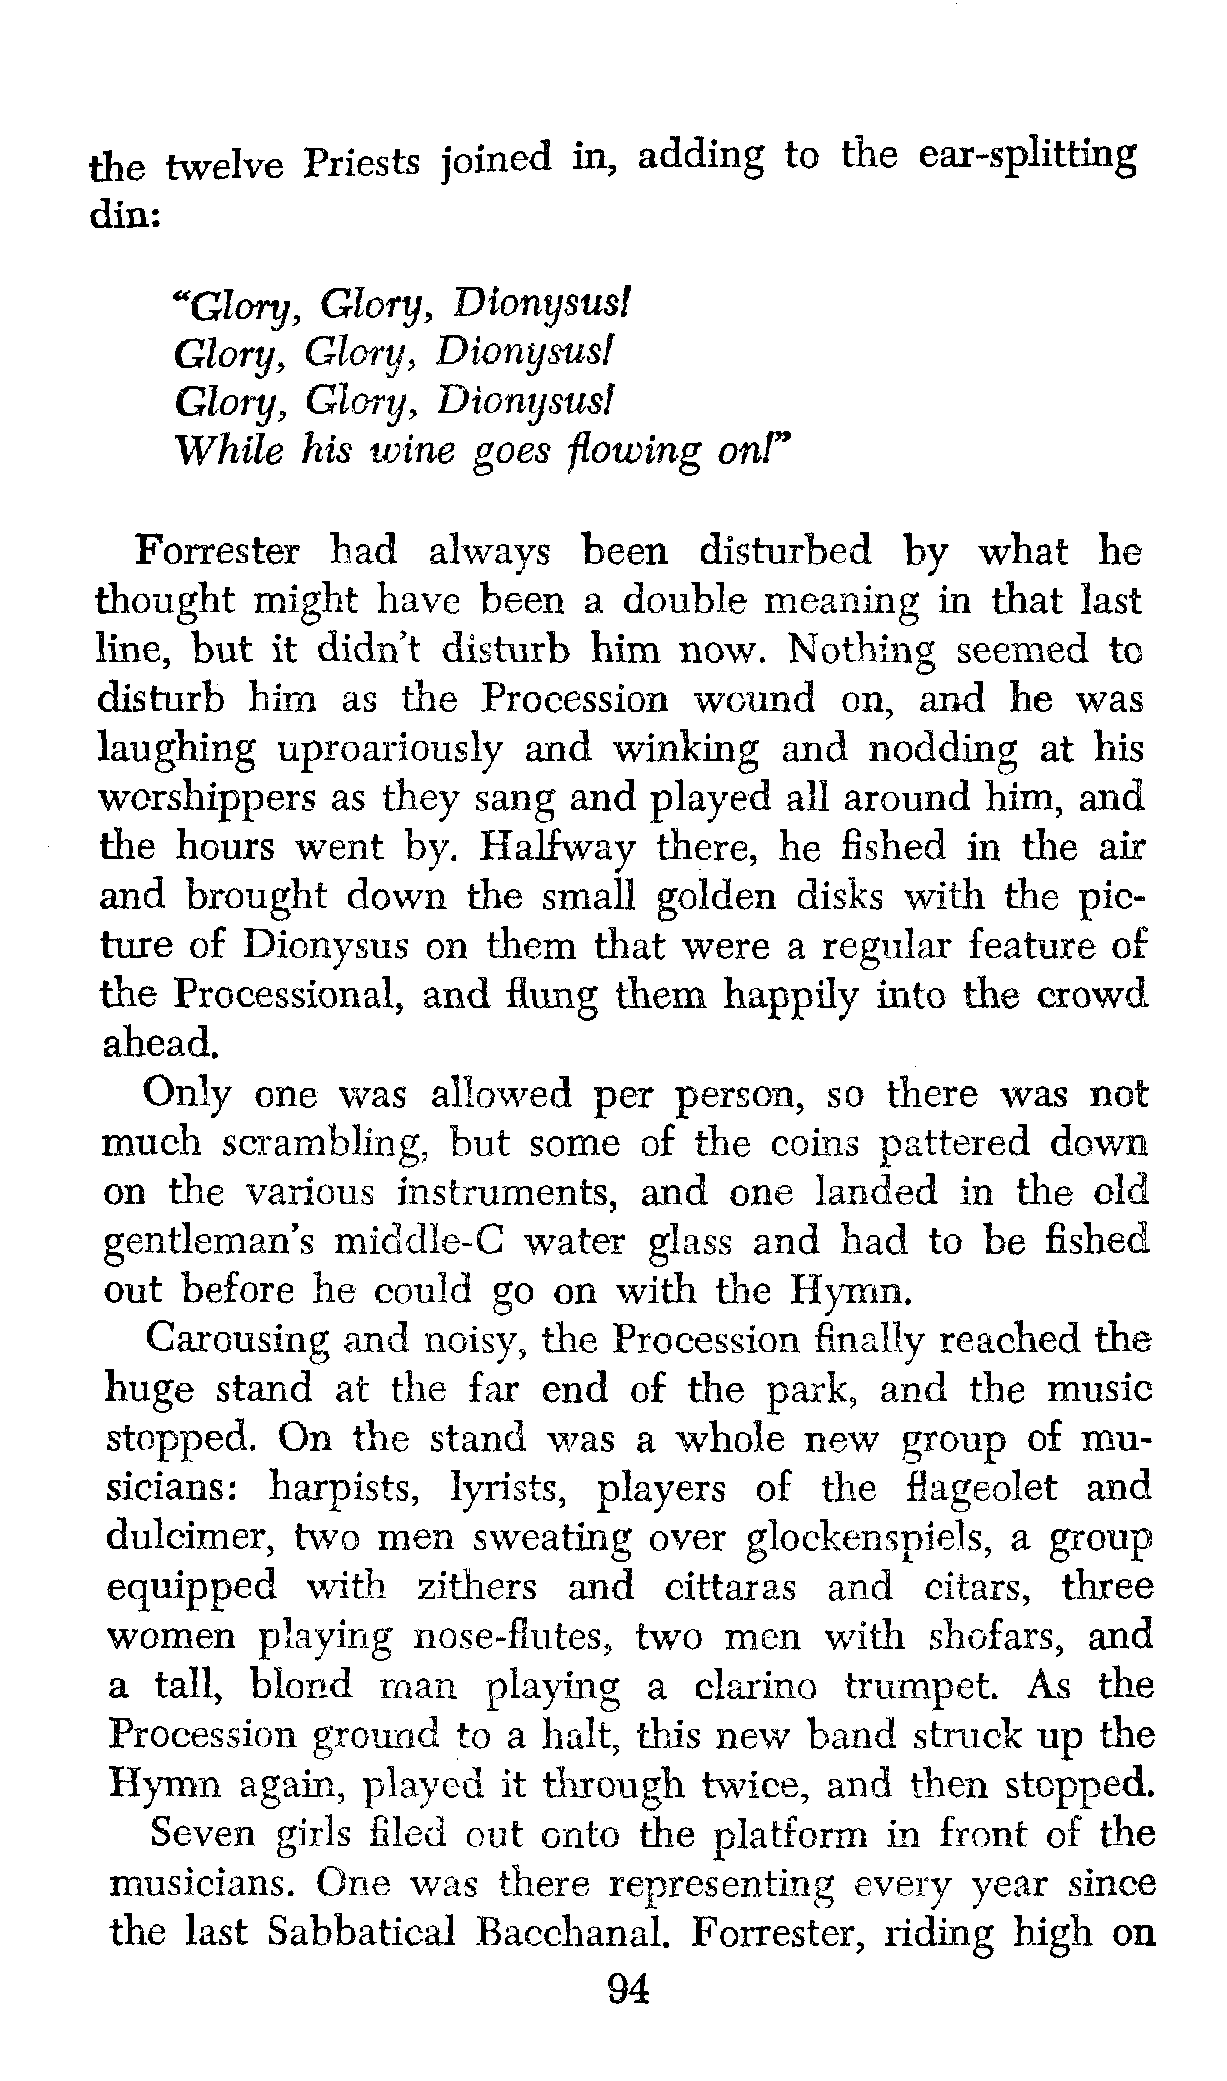 the twelve Priests joined in, adding to the ear-splitting
din:
“Glory, Glory, Dionysus!
Glory, Glory, Dionysus!
Glory, Glory, Dionysus!
While his wine goes flowing on!”
Forrester had always been disturbed by what he
thought might have been a double meaning in that last
line, but it didn’t disturb him now. Nothing seemed to
disturb him as the Procession wound on, and he was
laughing uproariously and winking and nodding at his
worshippers as they sang and played all around him, and
the hours went by. Halfway there, he fished in the air
and brought down the small golden disks with the pic-
ture of Dionysus on them that were a regular feature of
the Processional, and flung them happily into the crowd
ahead.
Only one was allowed per person, so there was not
much scrambling, but some of the coins pattered down
on the various instruments, and one landed in the old
gentleman’s middle-C water glass and had to be fished
out before he could go on with the Hymn.
Carousing and noisy, the Procession finally reached the
huge stand at the far end of the park, and the music
stopped. On the stand was a whole new group of mu-
sicians: harpists, lyrists, players of the flageolet and
dulcimer, two men sweating over glockenspiels, a group
equipped with zithers and cittaras and citars, three
women playing nose-flutes, two men with shofars, and
a tall, blond man playing a clarino trumpet. As the
Procession ground to a halt, this new band struck up the
Hymn again, played it through twice, and then stopped.
Seven girls filed out onto the platform in front of the
musicians. One was there representing every year since
the last Sabbatical Bacchanal. Forrester, riding high on
94